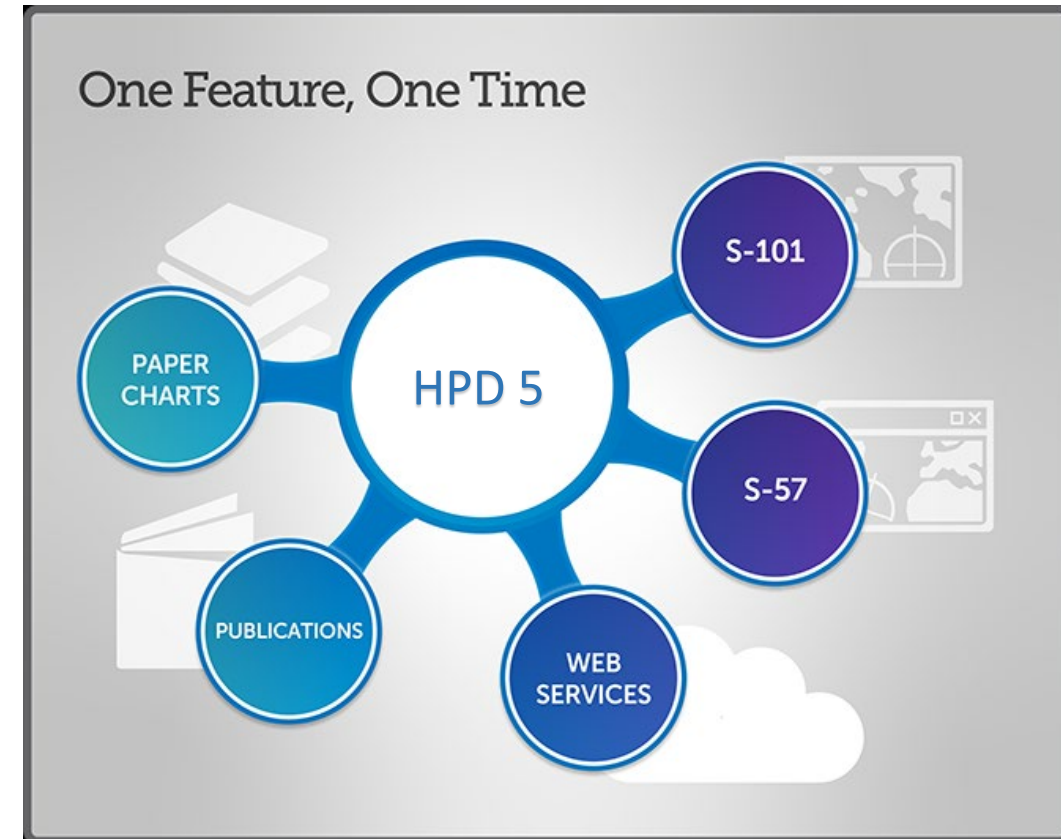 One Feature, One Time
S-101
PAPER
CHARTS
HPD 5
S-57
PUBLICATIONS
WEB
SERVICES